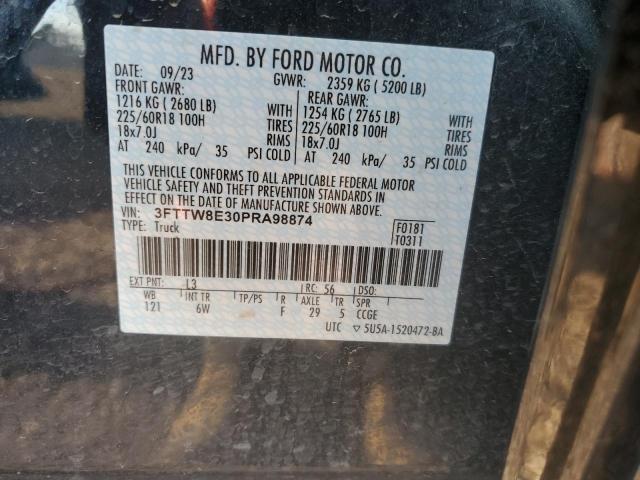 MFD. BY FORD MOTOR CO.
DATE: 09/23 GVWR: 2359 KG ( 5200 LB)
FRONT GAWR: REAR GAWR:
1216 KG ( 2680 LB) WITH 1254 KG ( 2765 LB) WITH
225/60R18 100H TIRES 225/60R18 100H TIRES
18x7.0J RIMS 18x7.0J RIMS
AT 240 kPa/ 35 PSI COLD AT 240 kPa/ 35 PSI COLD
THIS VEHICLE CONFORMS TO ALL APPLICABLE FEDERAL MOTOR
VEHICLE SAFETY AND THEFT PREVENTION STANDARDS IN
EFFECT ON THE DATE OF MANUFACTURE SHOWN ABOVE.
VIN: 3FTTW8E30PRA98874 F0181
TYPE: Truck T0311
EXT PNT: L3 RC: 56 DSO:
WB INT TR TP/PS R AXLE TR SPR
121 6W F 29 5 CCGE
UTC ▽ 5U5A-1520472-BA